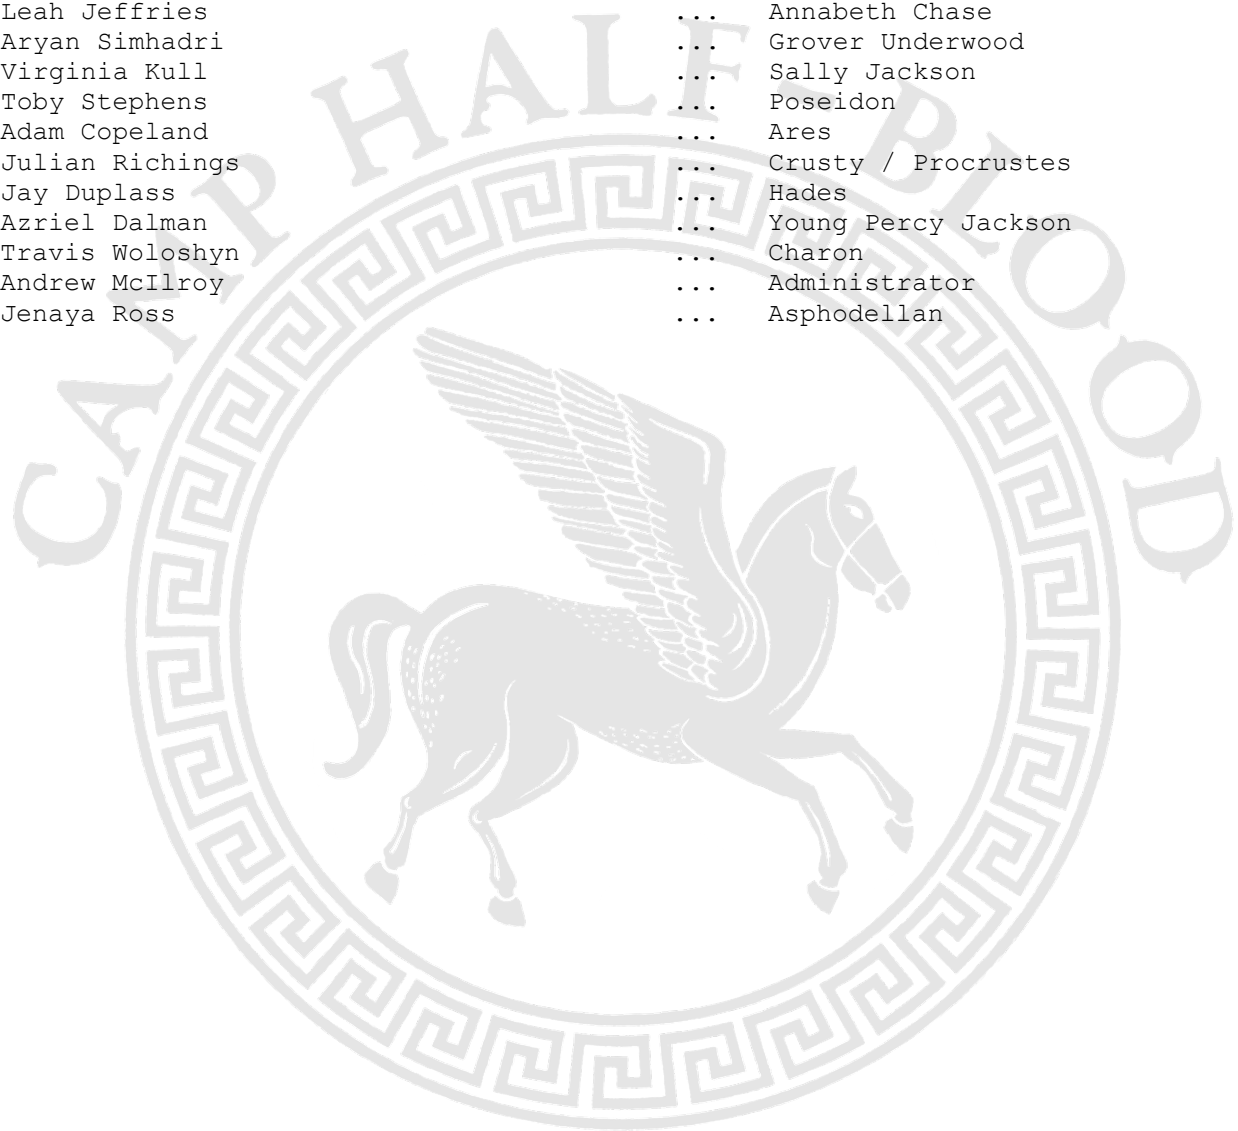 Leah Jeffries ... Annabeth Chase
Aryan Simhadri ... Grover Underwood
Virginia Kull ... Sally Jackson
Toby Stephens ... Poseidon
Adam Copeland ... Ares
Julian Richings ... Crusty / Procrustes
Jay Duplass ... Hades
Azriel Dalman ... Young Percy Jackson
Travis Woloshyn ... Charon
Andrew McIlroy ... Administrator
Jenaya Ross ... Asphodellan
CAMP HALF-BLOOD